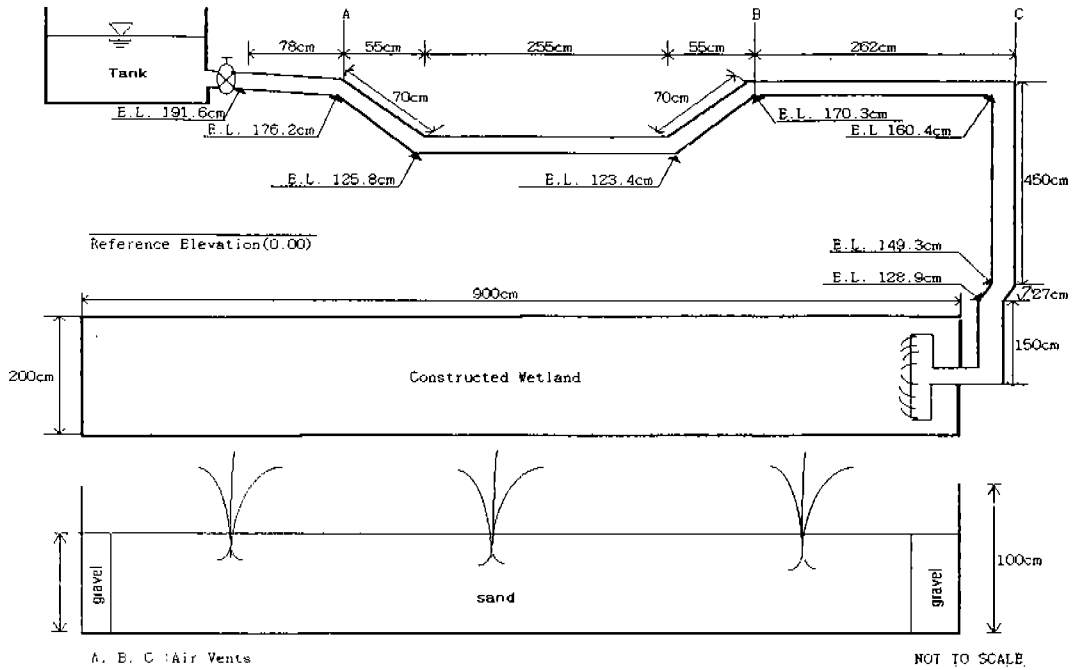 A
B
C
78cm
55cm
255cm
55cm
262cm
Tank
70cm
70cm
E.L. 191.6cm
E.L. 176.2cm
E.L. 170.3cm
E.L 160.4cm
E.L. 125.8cm
E.L. 123.4cm
450cm
Reference Elevation(0.00)
E.L. 149.3cm
E.L. 128.9cm
900cm
27cm
150cm
200cm
Constructed Wetland
100cm
gravel
sand
gravel
A. B. C :Air Vents
NOT TO SCALE